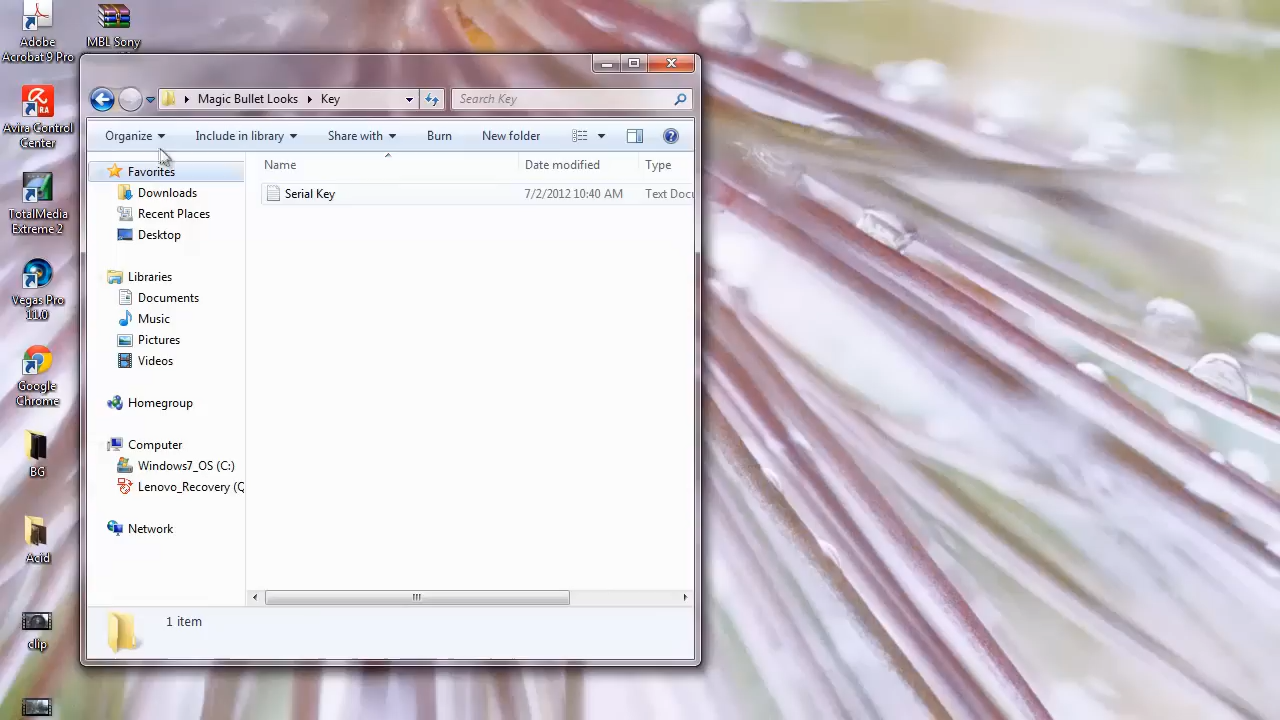 Adobe
Acrobat 9 Pro
MBL Sony
Avira Control
Center
TotalMedia
Extreme 2
Vegas Pro
11.0
Google
Chrome
BG
Acid
clip
Magic Bullet Looks
Key
Search Key
Organize
Include in library
Share with
Burn
New folder
Name
Date modified
Type
Serial Key
7/2/2012 10:40 AM
Text Docu
Favorites
Downloads
Recent Places
Desktop
Libraries
Documents
Music
Pictures
Videos
Homegroup
Computer
Windows7_OS (C:)
Lenovo_Recovery (Q
Network
1 item